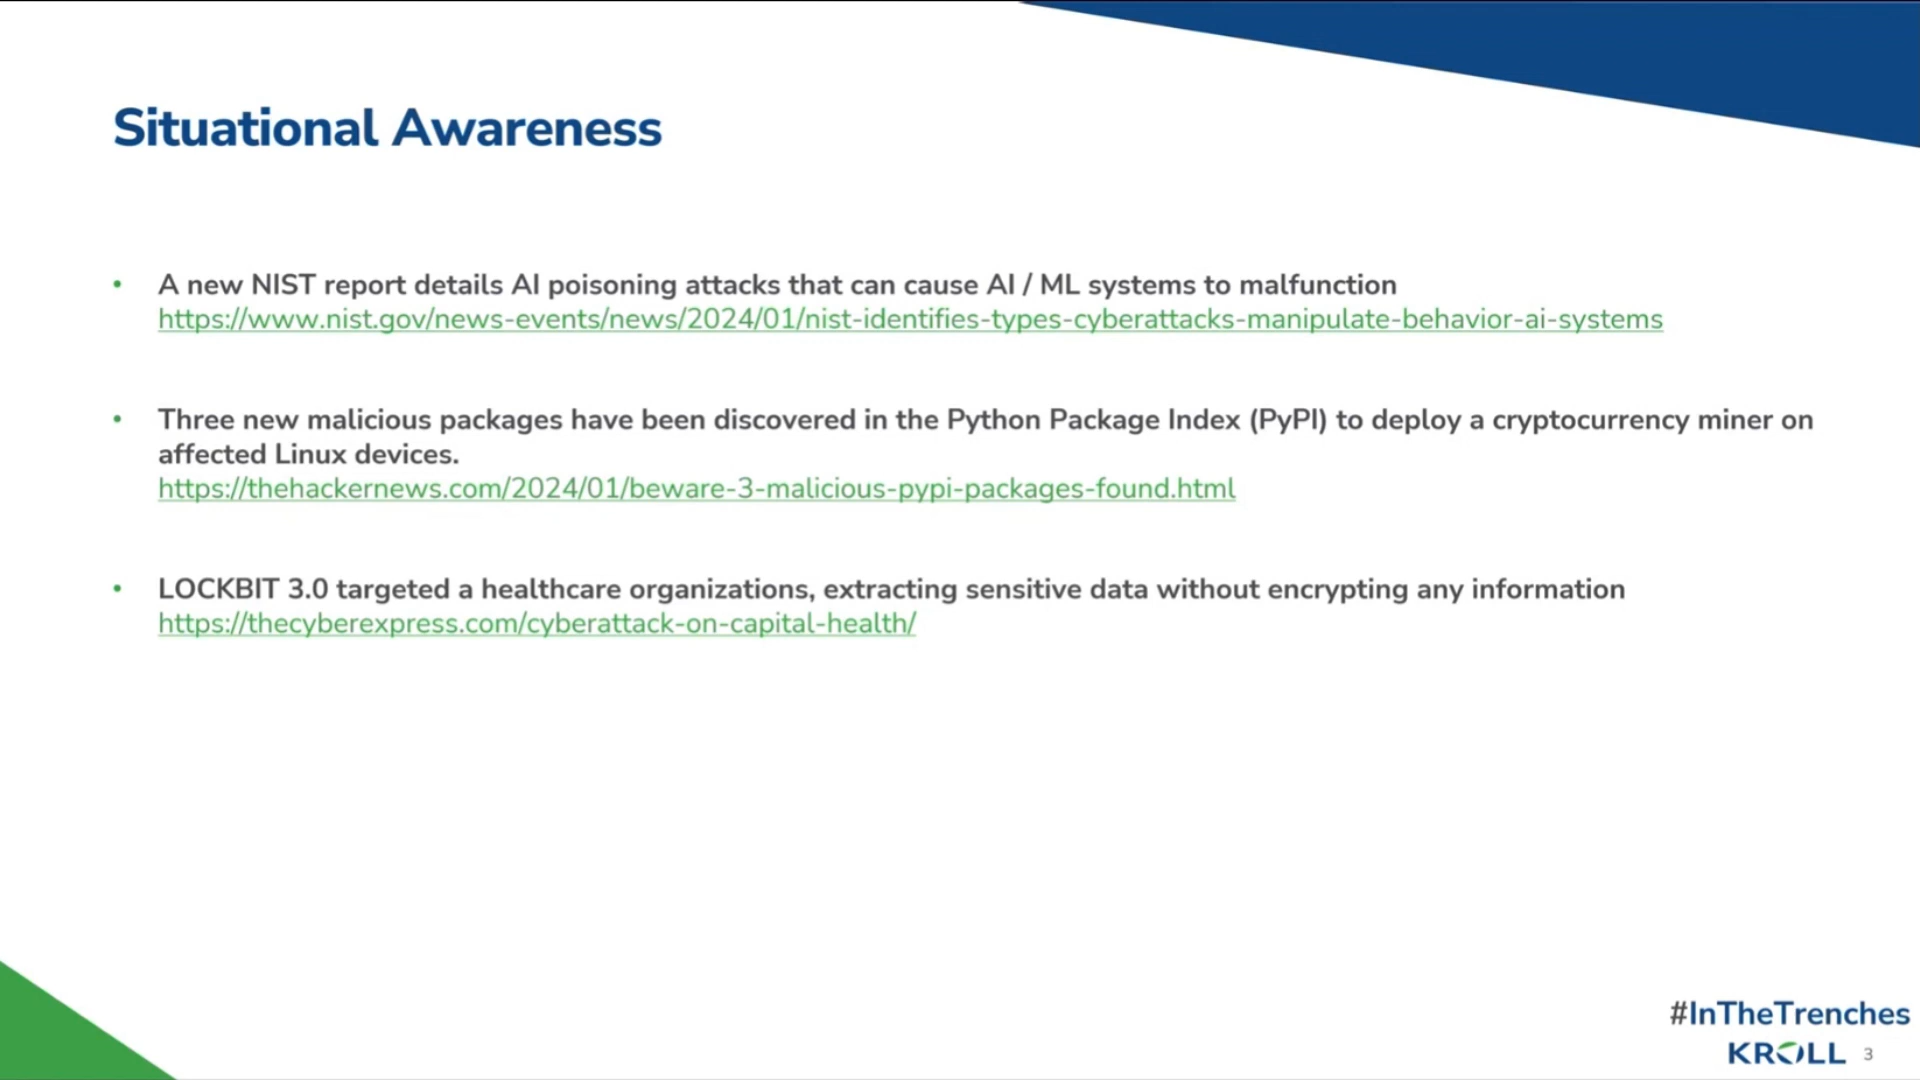 Situational Awareness
• A new NIST report details AI poisoning attacks that can cause AI / ML systems to malfunction
https://www.nist.gov/news-events/news/2024/01/nist-identifies-types-cyberattacks-manipulate-behavior-ai-systems
• Three new malicious packages have been discovered in the Python Package Index (PyPI) to deploy a cryptocurrency miner on
affected Linux devices.
https://thehackernews.com/2024/01/beware-3-malicious-pypi-packages-found.html
• LOCKBIT 3.0 targeted a healthcare organizations, extracting sensitive data without encrypting any information
https://thecyberexpress.com/cyberattack-on-capital-health/
#InTheTrenches
KROLL 3